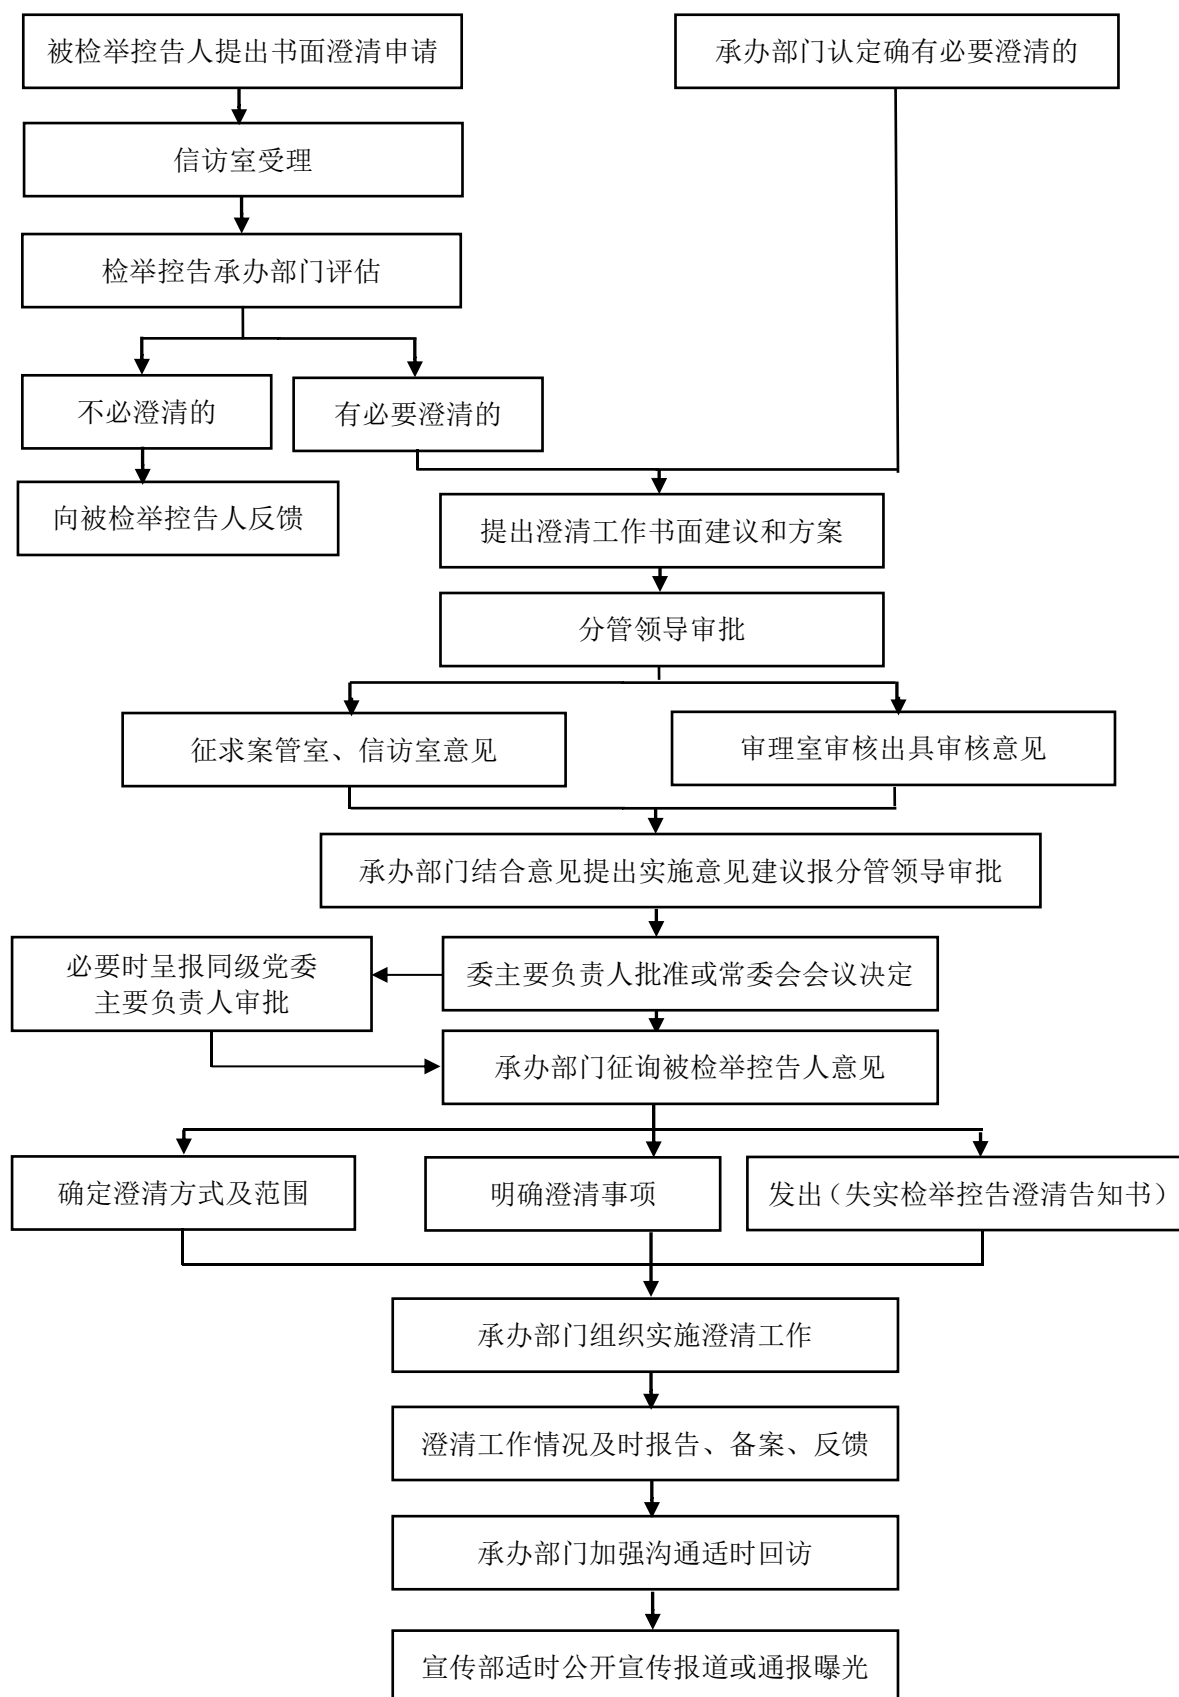 被检举控告人提出书面澄清申请
承办部门认定确有必要澄清的
信访室受理
检举控告承办部门评估
不必澄清的
有必要澄清的
向被检举控告人反馈
提出澄清工作书面建议和方案
分管领导审批
征求案管室、信访室意见
审理室审核出具审核意见
承办部门结合意见提出实施意见建议报分管领导审批
必要时呈报同级党委
主要负责人审批
委主要负责人批准或常委会会议决定
承办部门征询被检举控告人意见
确定澄清方式及范围
明确澄清事项
发出（失实检举控告澄清告知书）
承办部门组织实施澄清工作
澄清工作情况及时报告、备案、反馈
承办部门加强沟通适时回访
宣传部适时公开宣传报道或通报曝光